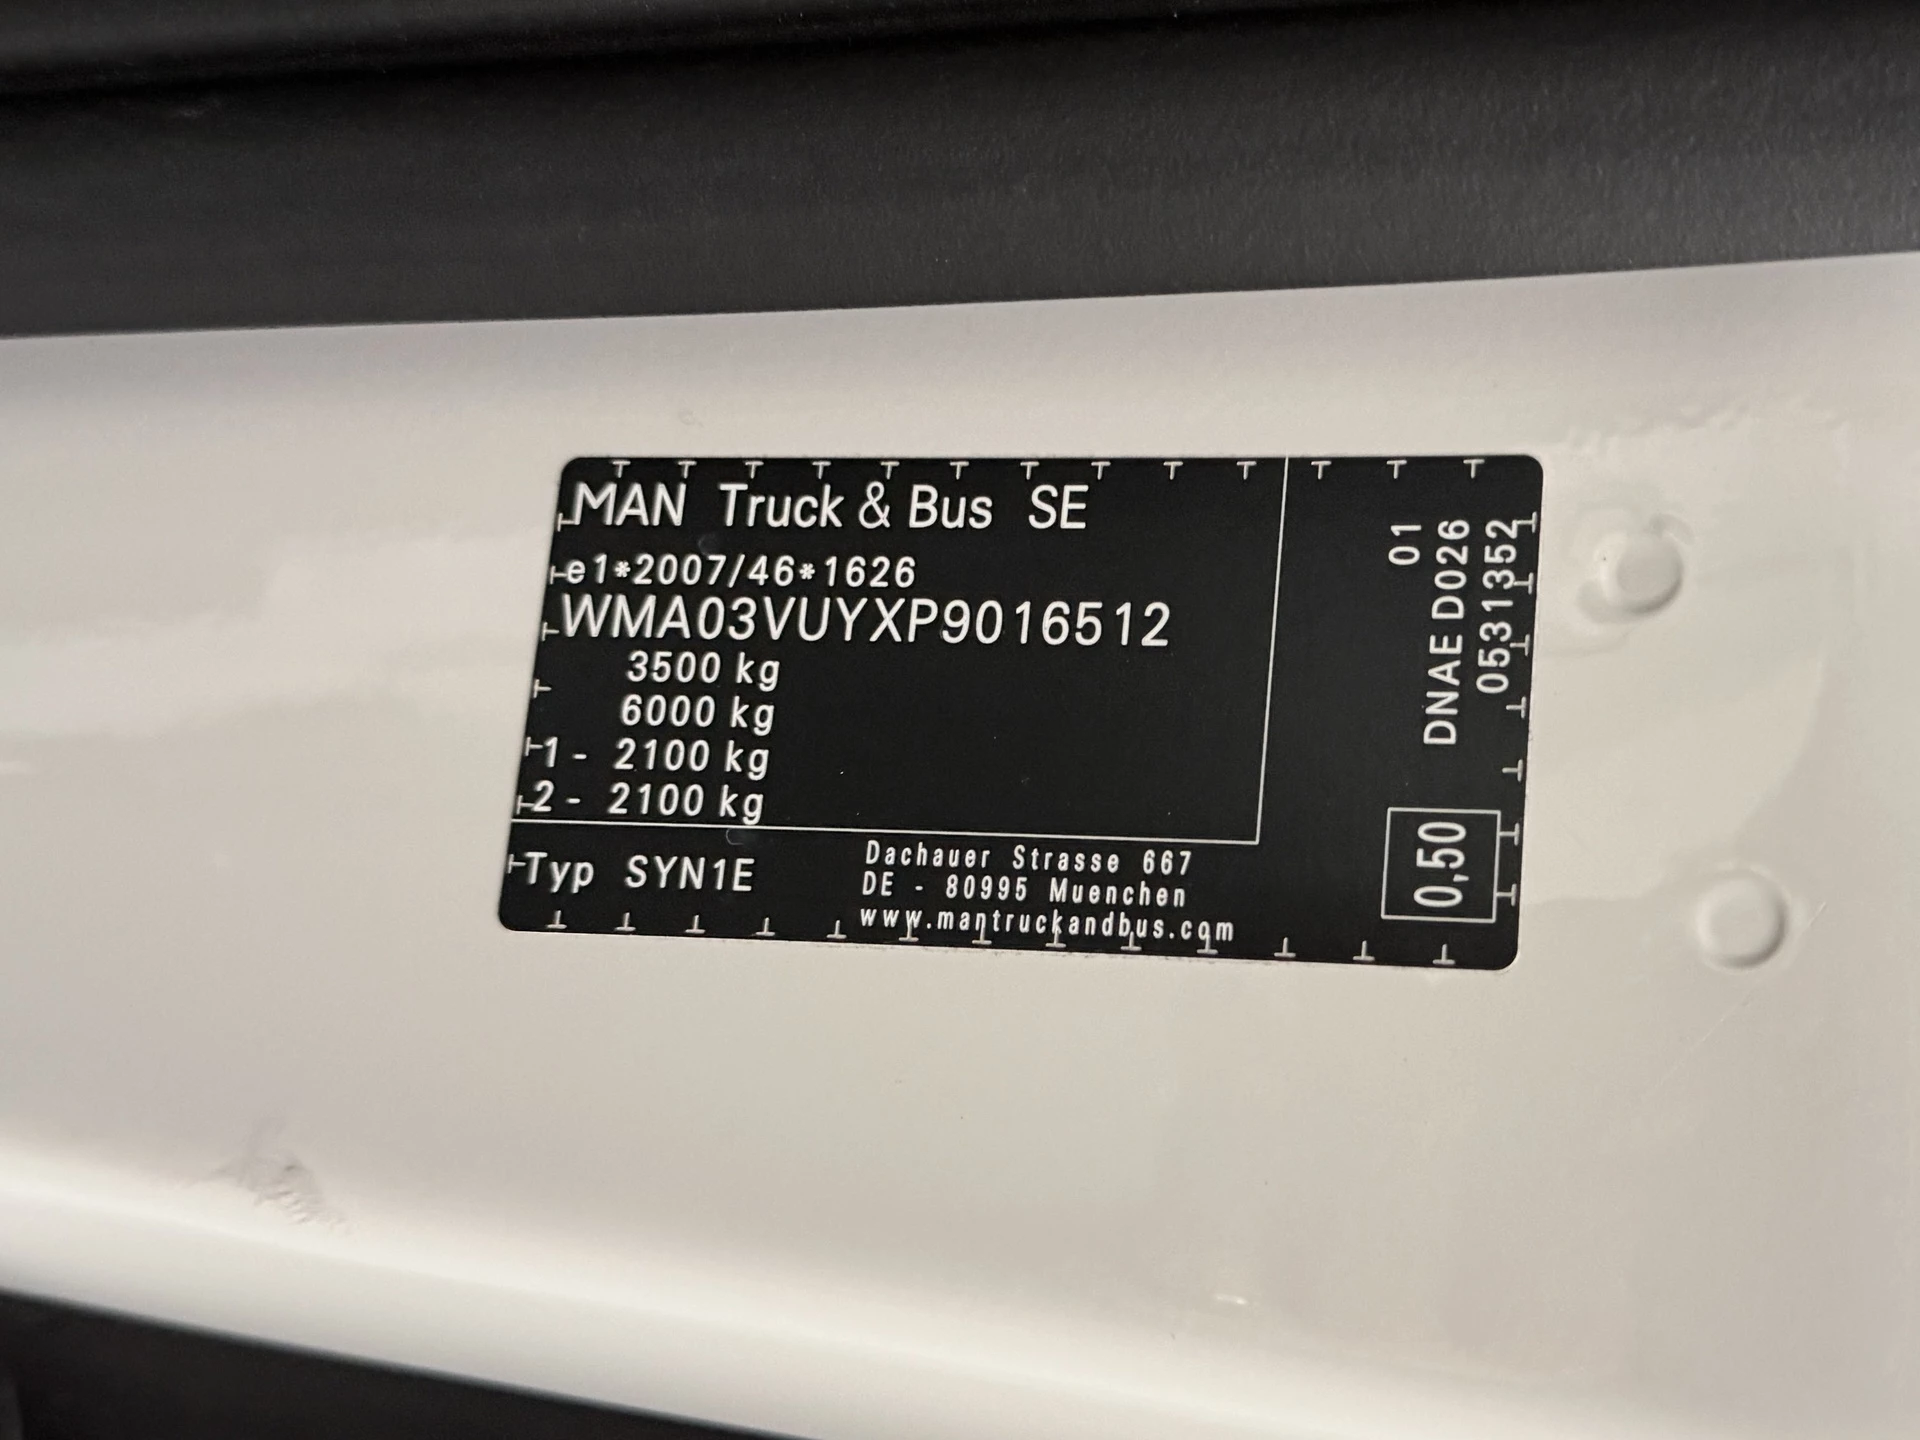 MAN Truck & Bus SE
e1*2007/46*1626
WMA03VUYXP9016512
3500 kg
6000 kg
1 - 2100 kg
2 - 2100 kg
Typ SYN1E
Dachauer Strasse 667
DE - 80995 Muenchen
www.mantruckandbus.com
01
DNAE D026
0531352
0,50